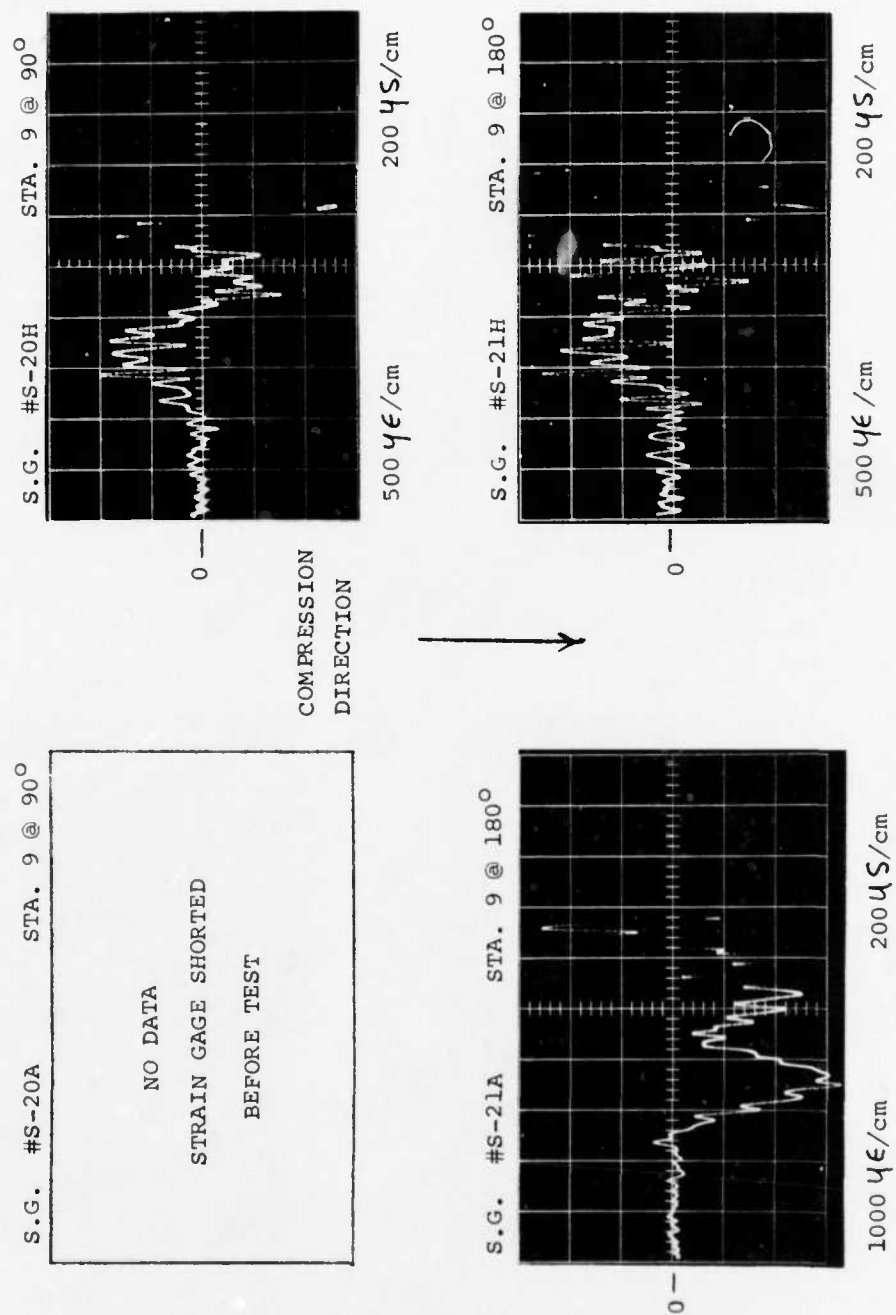 S.G. #S-20A STA. 9 @ 90°
NO DATA
STRAIN GAGE SHORTED
BEFORE TEST
S.G. #S-20H STA. 9 @ 90°
0 —
500 με/cm 200 μS/cm
COMPRESSION
DIRECTION
S.G. #S-21A STA. 9 @ 180°
0 —
1000 με/cm 200 μS/cm
S.G. #S-21H STA. 9 @ 180°
0 —
500 με/cm 200 μS/cm